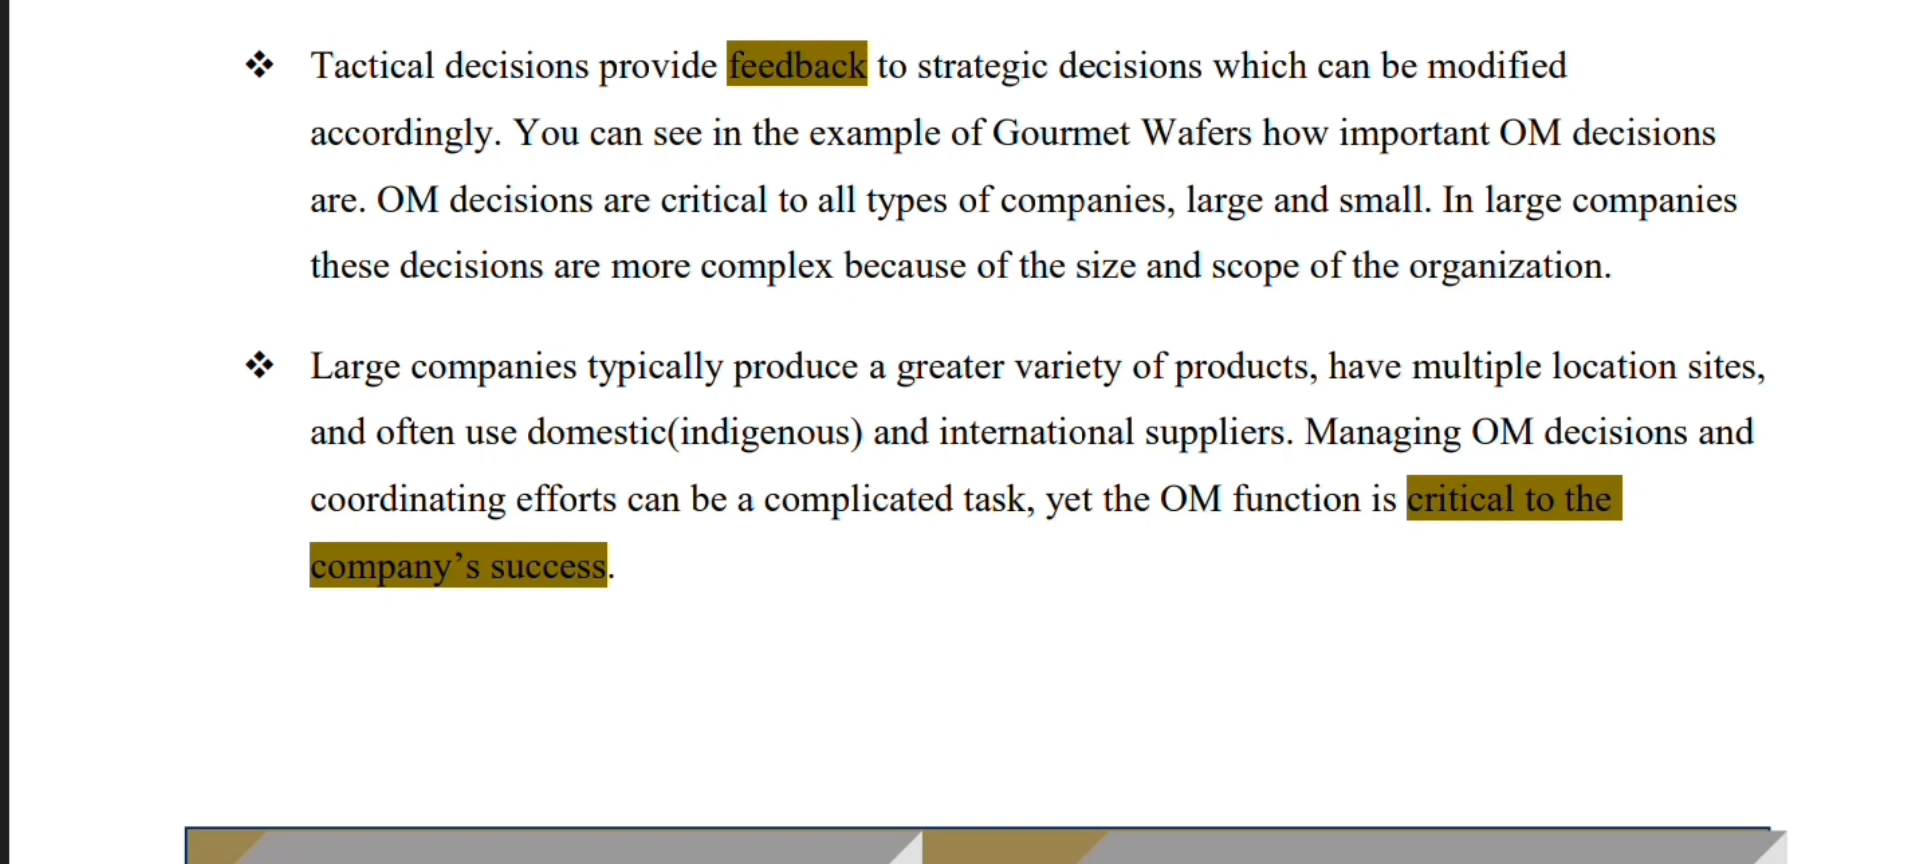 ❖ Tactical decisions provide feedback to strategic decisions which can be modified
accordingly. You can see in the example of Gourmet Wafers how important OM decisions
are. OM decisions are critical to all types of companies, large and small. In large companies
these decisions are more complex because of the size and scope of the organization.
❖ Large companies typically produce a greater variety of products, have multiple location sites,
and often use domestic(indigenous) and international suppliers. Managing OM decisions and
coordinating efforts can be a complicated task, yet the OM function is critical to the
company’s success.